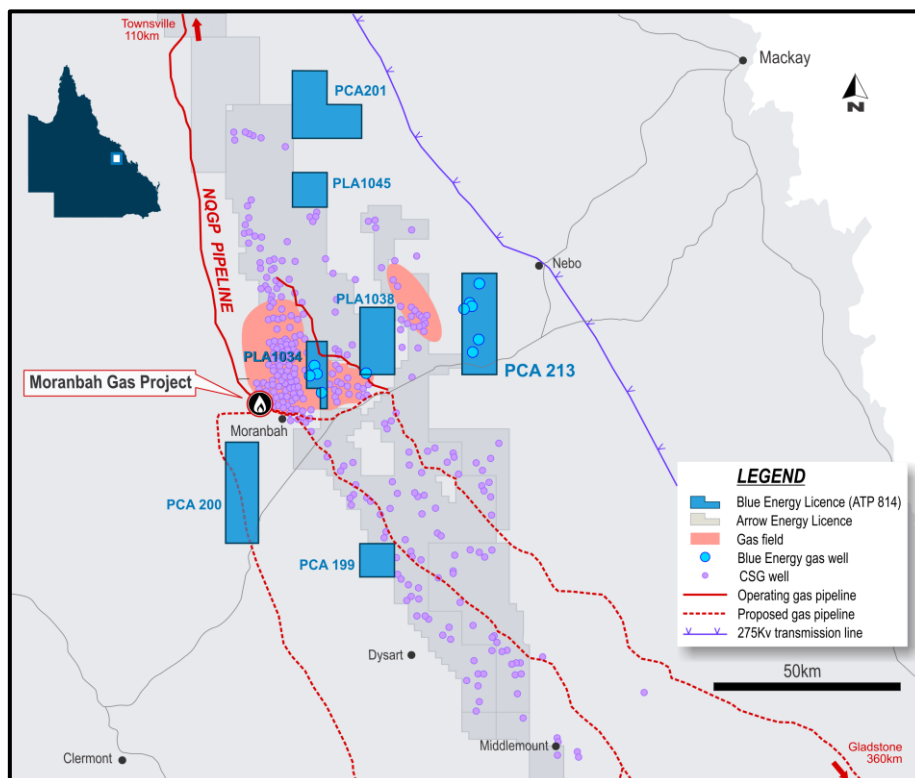 Townsville
110km
Mackay
PCA201
N
PLA1045
NQGP PIPELINE
Nebo
PLA1038
PLA1034
PCA 213
Moranbah Gas Project
Moranbah
PCA 200
PCA 199
LEGEND
Blue Energy Licence (ATP 814)
Arrow Energy Licence
Gas field
Blue Energy gas well
CSG well
Operating gas pipeline
Proposed gas pipeline
275Kv transmission line
50km
Dysart
Middlemount
Clermont
Gladstone
360km